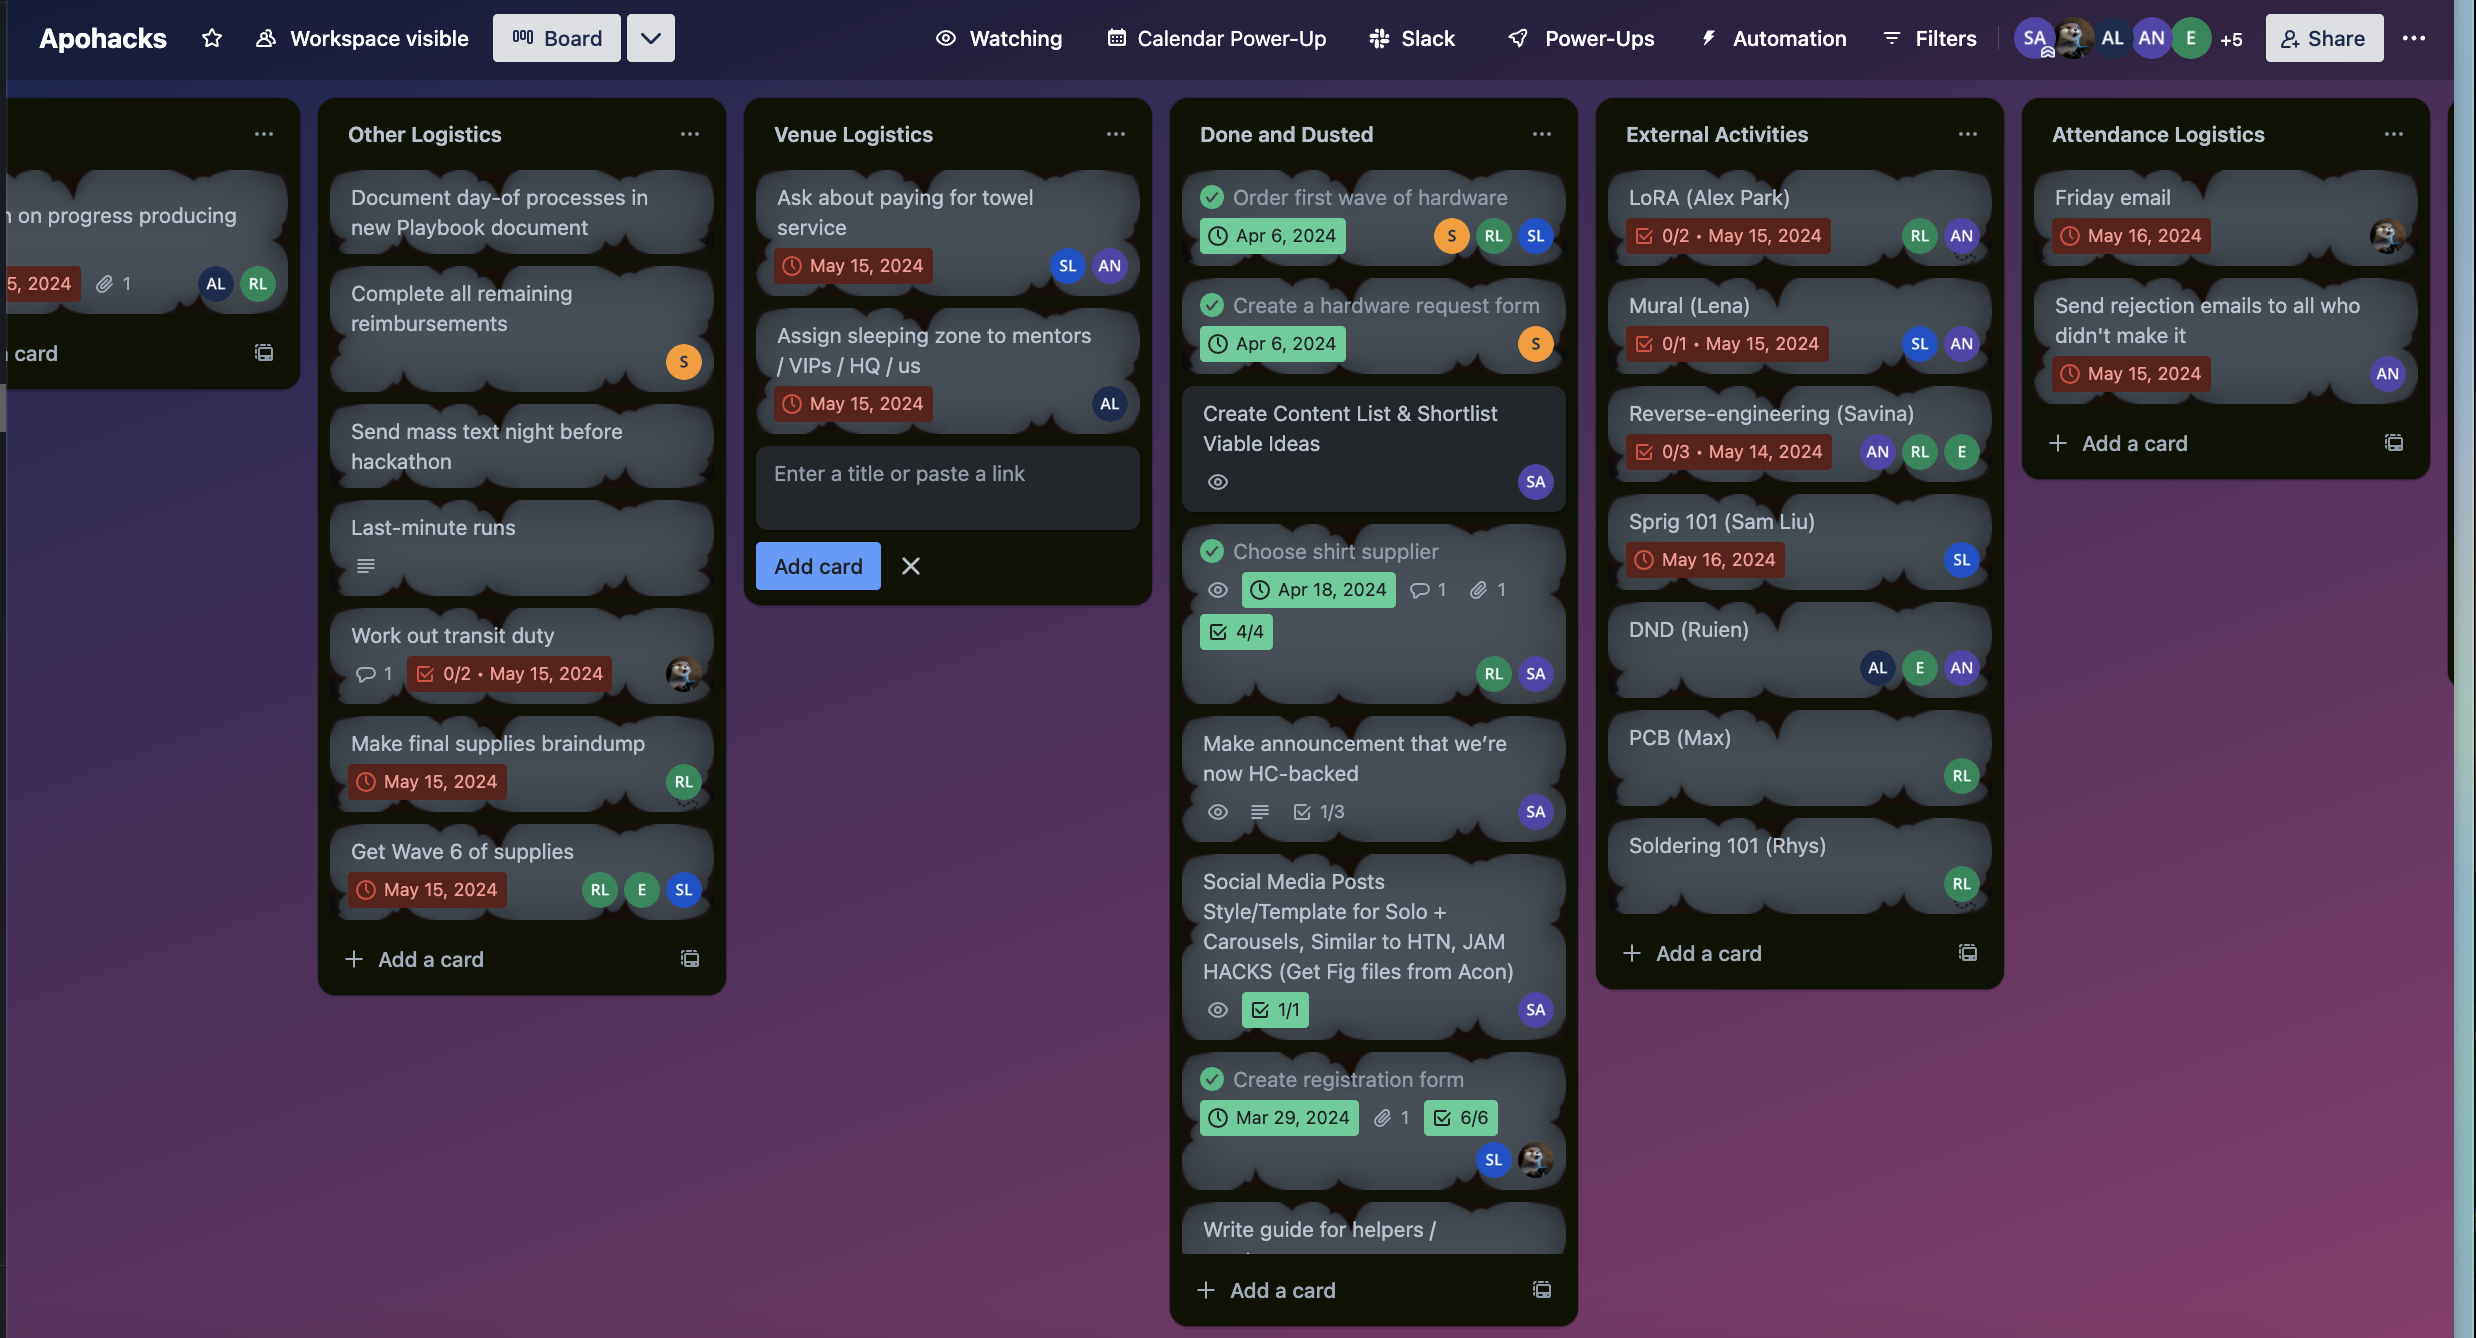 Apohacks
Workspace visible
Board
Watching
Calendar Power-Up
Slack
Power-Ups
Automation
Filters
SA
AL
AN
E
+5
Share
on progress producing
5, 2024
1
AL
RL
card
Other Logistics
Document day-of processes in
new Playbook document
Complete all remaining
reimbursements
S
Send mass text night before
hackathon
Last-minute runs
Work out transit duty
1
0/2 • May 15, 2024
Make final supplies braindump
May 15, 2024
RL
Get Wave 6 of supplies
May 15, 2024
RL
E
SL
Add a card
Venue Logistics
Ask about paying for towel
service
May 15, 2024
SL
AN
Assign sleeping zone to mentors
/ VIPs / HQ / us
May 15, 2024
AL
Enter a title or paste a link
Add card
Done and Dusted
Order first wave of hardware
Apr 6, 2024
S
RL
SL
Create a hardware request form
Apr 6, 2024
S
Create Content List & Shortlist
Viable Ideas
SA
Choose shirt supplier
Apr 18, 2024
1
1
4/4
RL
SA
Make announcement that we’re
now HC-backed
1/3
SA
Social Media Posts
Style/Template for Solo +
Carousels, Similar to HTN, JAM
HACKS (Get Fig files from Acon)
1/1
SA
Create registration form
Mar 29, 2024
1
6/6
SL
Write guide for helpers /
Add a card
External Activities
LoRA (Alex Park)
0/2 • May 15, 2024
RL
AN
Mural (Lena)
0/1 • May 15, 2024
SL
AN
Reverse-engineering (Savina)
0/3 • May 14, 2024
AN
RL
E
Sprig 101 (Sam Liu)
May 16, 2024
SL
DND (Ruien)
AL
E
AN
PCB (Max)
RL
Soldering 101 (Rhys)
RL
Add a card
Attendance Logistics
Friday email
May 16, 2024
Send rejection emails to all who
didn't make it
May 15, 2024
AN
Add a card